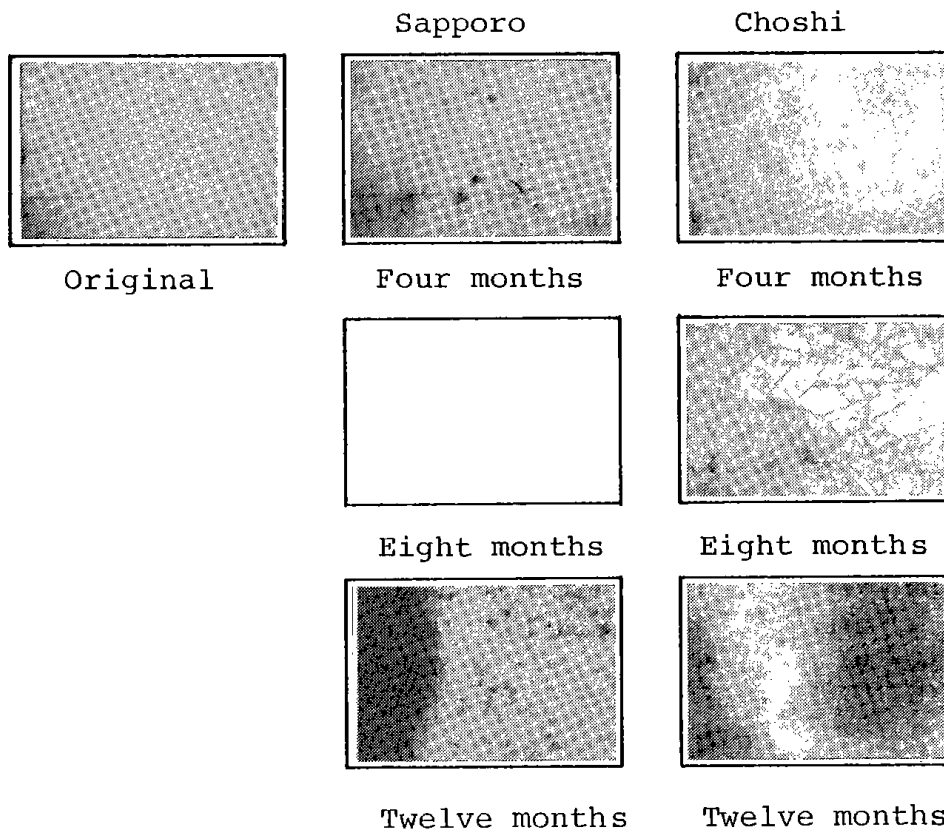 Sapporo Choshi
Original Four months Four months
Eight months Eight months
Twelve months Twelve months